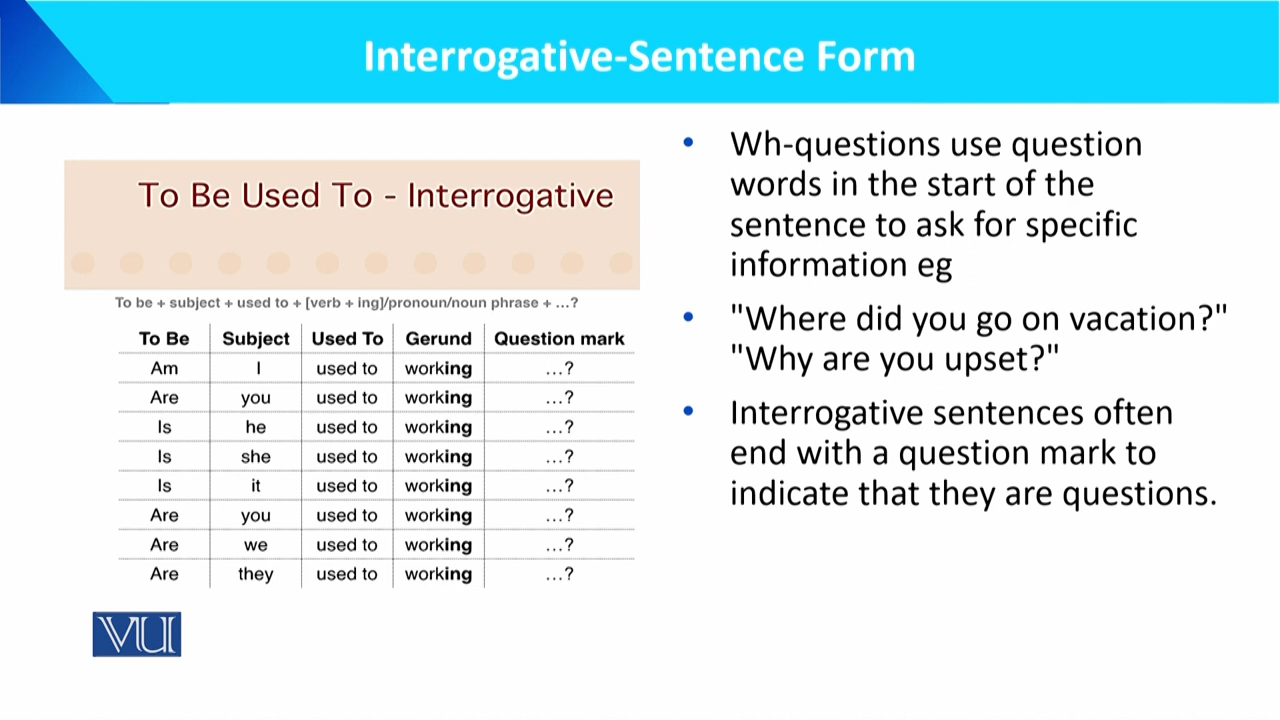 Interrogative-Sentence Form
To Be Used To - Interrogative
To be + subject + used to + [verb + ing]/pronoun/noun phrase + ...?
To Be Subject Used To Gerund Question mark
Am I used to working ...?
Are you used to working ...?
Is he used to working ...?
Is she used to working ...?
Is it used to working ...?
Are you used to working ...?
Are we used to working ...?
Are they used to working ...?
VU
• Wh-questions use question
words in the start of the
sentence to ask for specific
information eg
• "Where did you go on vacation?"
"Why are you upset?"
• Interrogative sentences often
end with a question mark to
indicate that they are questions.